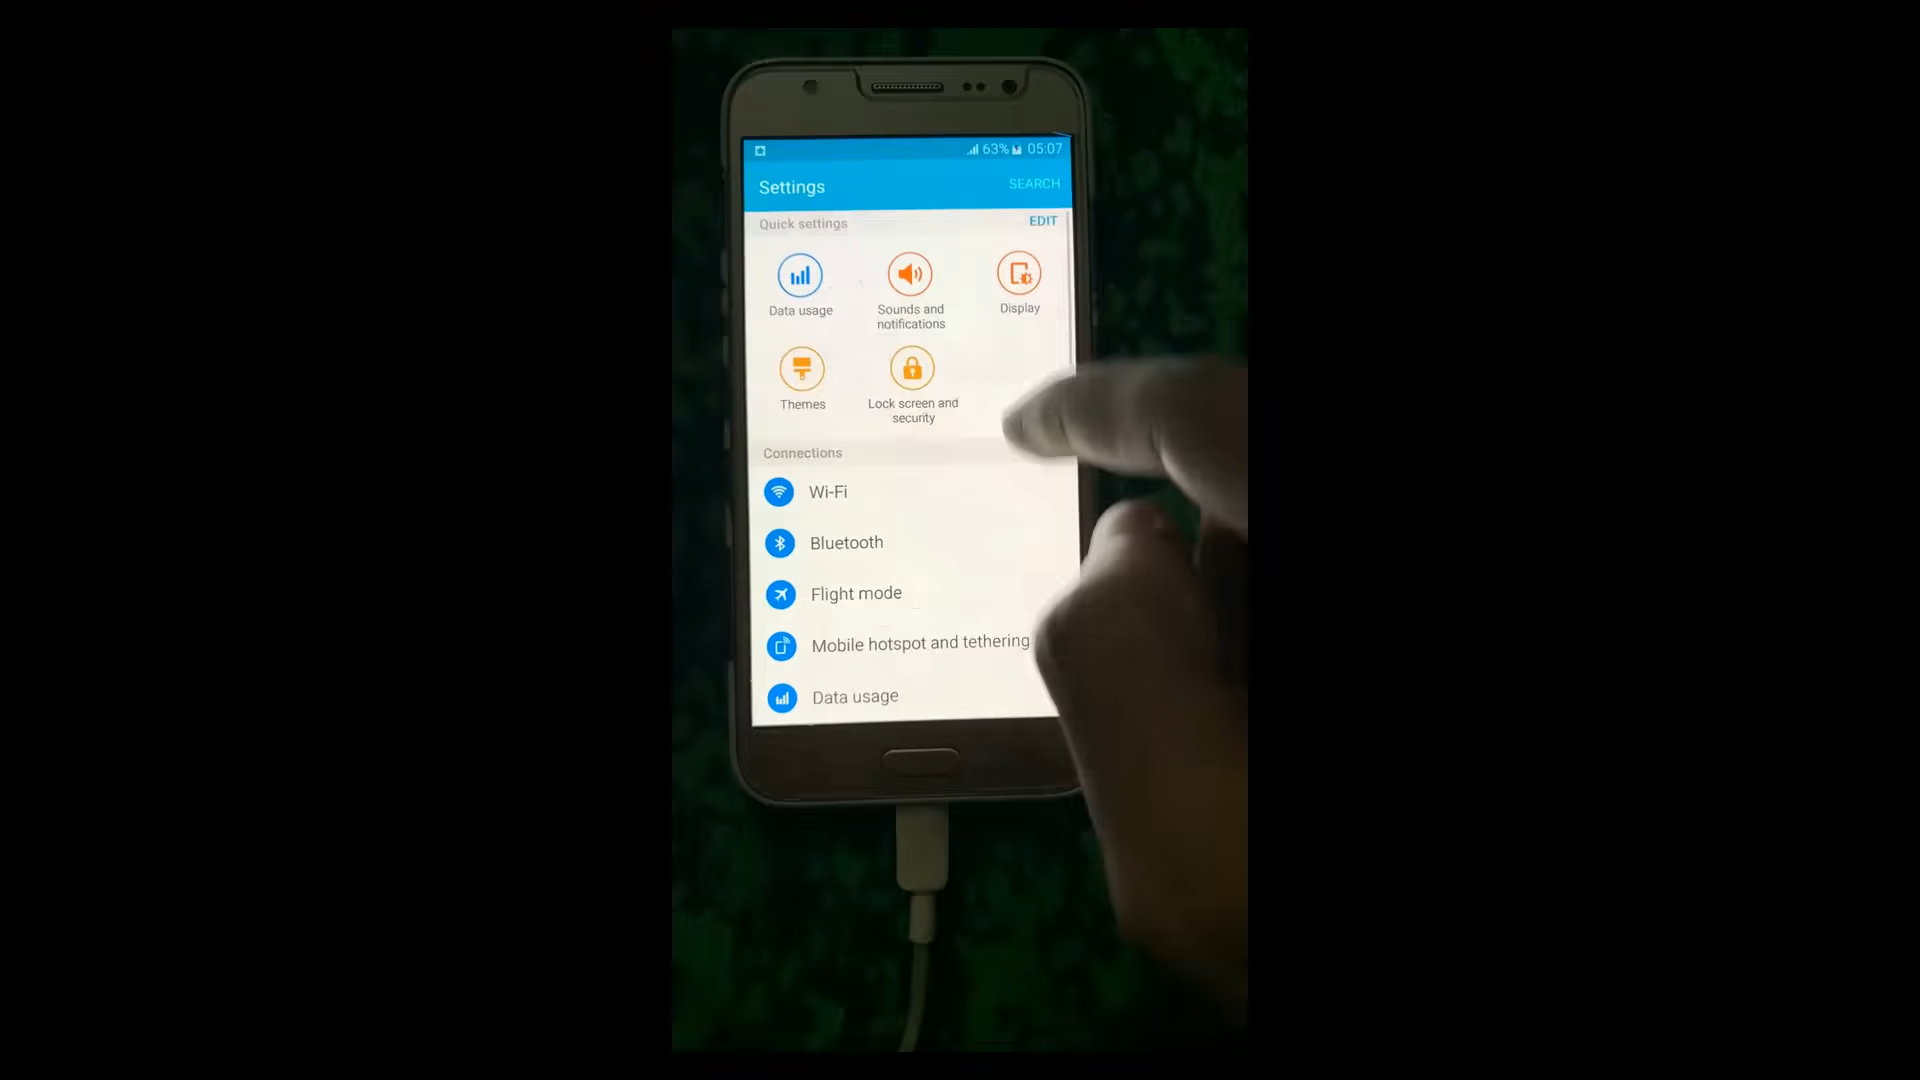 63% 05:07
Settings SEARCH
Quick settings EDIT
Data usage
Sounds and
notifications
Display
Themes
Lock screen and
security
Connections
Wi-Fi
Bluetooth
Flight mode
Mobile hotspot and tethering
Data usage